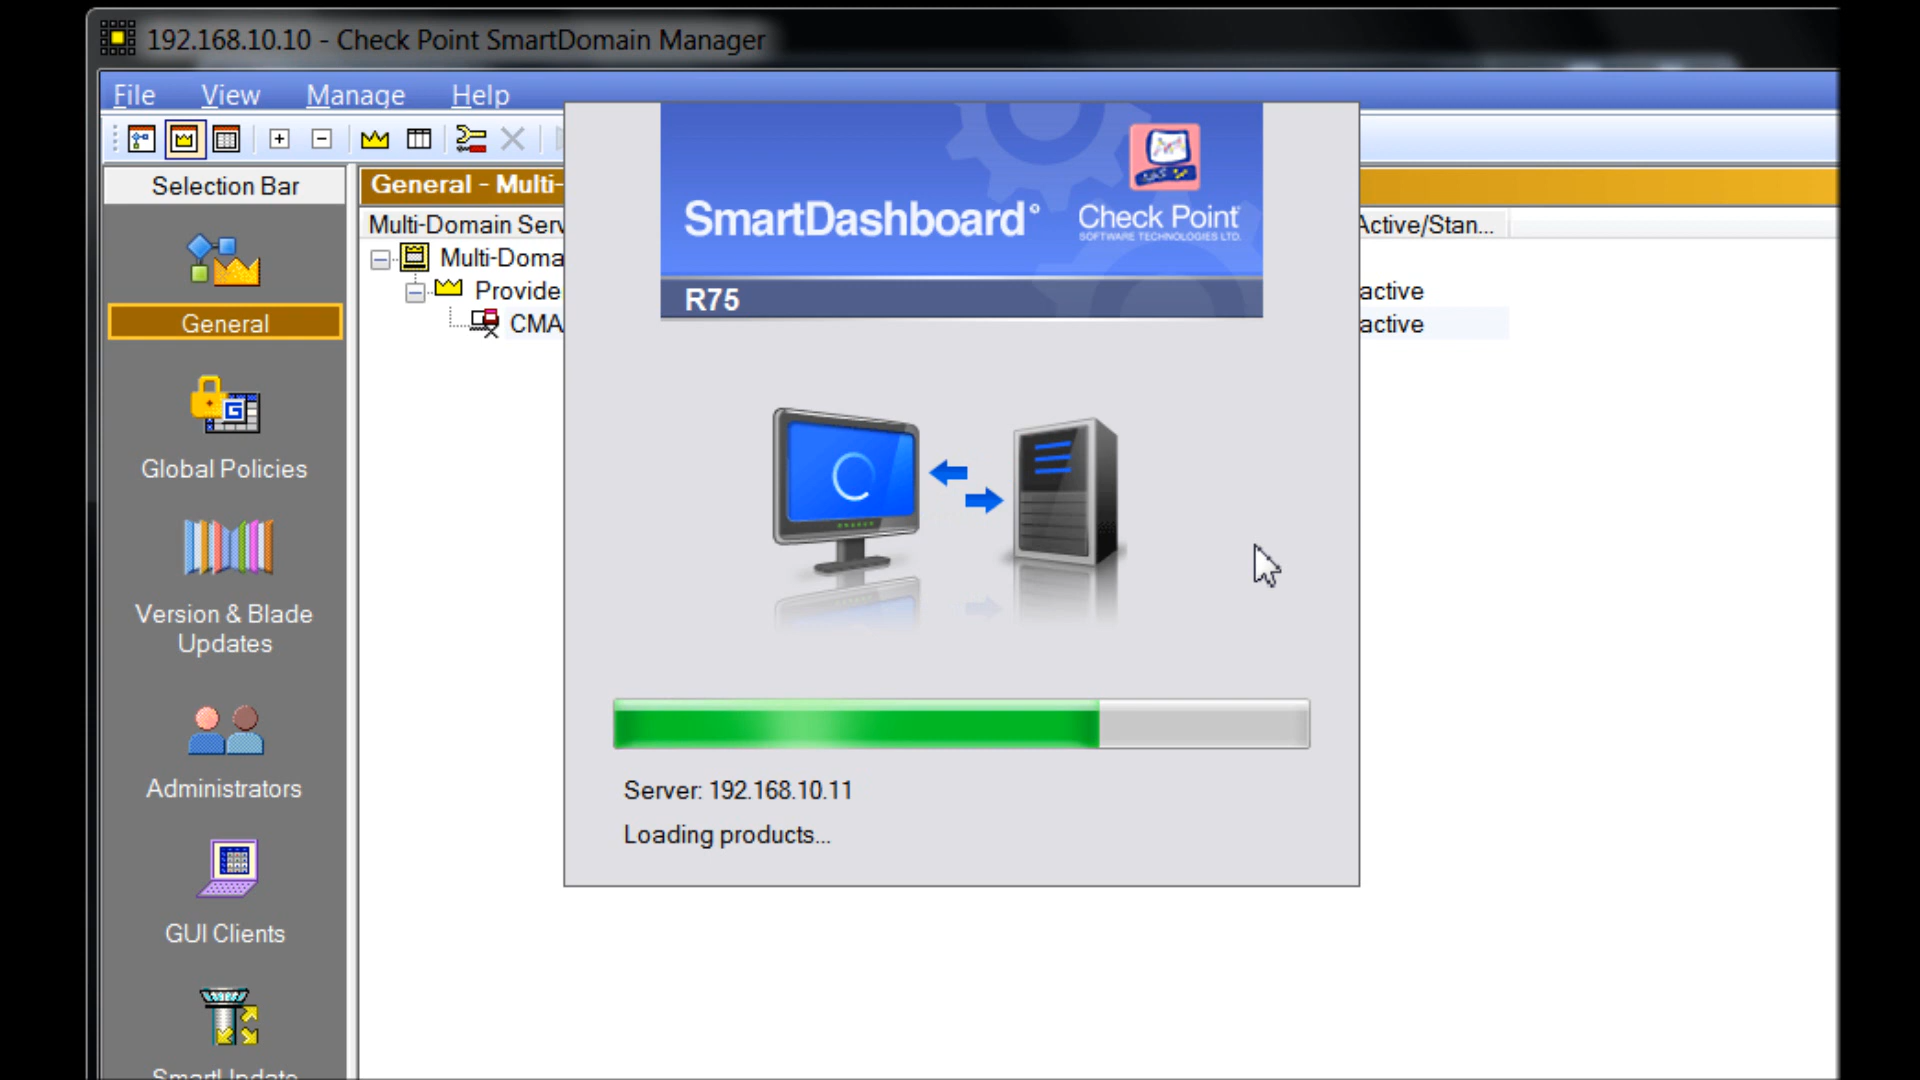 192.168.10.10 - Check Point SmartDomain Manager
File View Manage Help
Selection Bar
General
Global Policies
Version & Blade
Updates
Administrators
GUI Clients
SmartUpdate
General - Multi-
Multi-Domain Serv
Active/Stan...
Multi-Doma
Provide
active
CMA
active
SmartDashboard
Check Point
SOFTWARE TECHNOLOGIES LTD.
R75
Server: 192.168.10.11
Loading products...